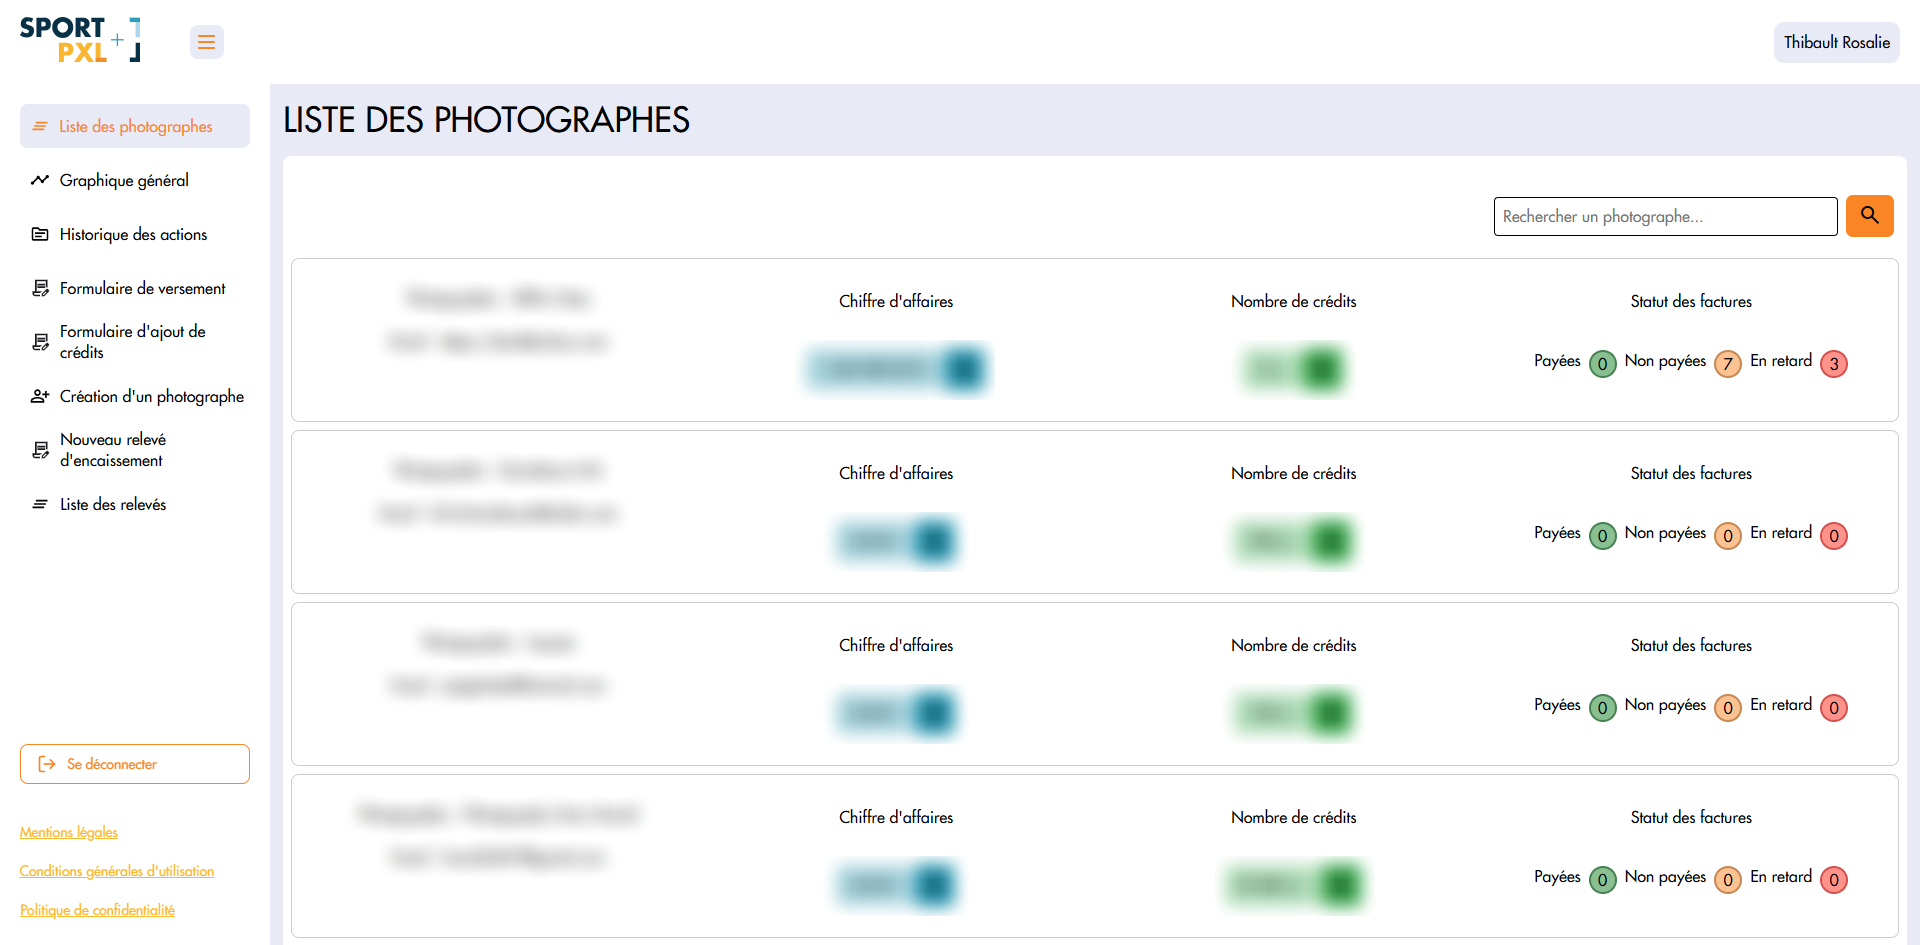 SPORT
PXL
Thibault Rosalie
Liste des photographes
Graphique général
Historique des actions
Formulaire de versement
Formulaire d'ajout de
crédits
Création d'un photographe
Nouveau relevé
d'encaissement
Liste des relevés
Se déconnecter
Mentions légales
Conditions générales d'utilisation
Politique de confidentialité
LISTE DES PHOTOGRAPHES
Rechercher un photographe...
Chiffre d'affaires
Nombre de crédits
Statut des factures
Payées 0 Non payées 7 En retard 3
Chiffre d'affaires
Nombre de crédits
Statut des factures
Payées 0 Non payées 0 En retard 0
Chiffre d'affaires
Nombre de crédits
Statut des factures
Payées 0 Non payées 0 En retard 0
Chiffre d'affaires
Nombre de crédits
Statut des factures
Payées 0 Non payées 0 En retard 0